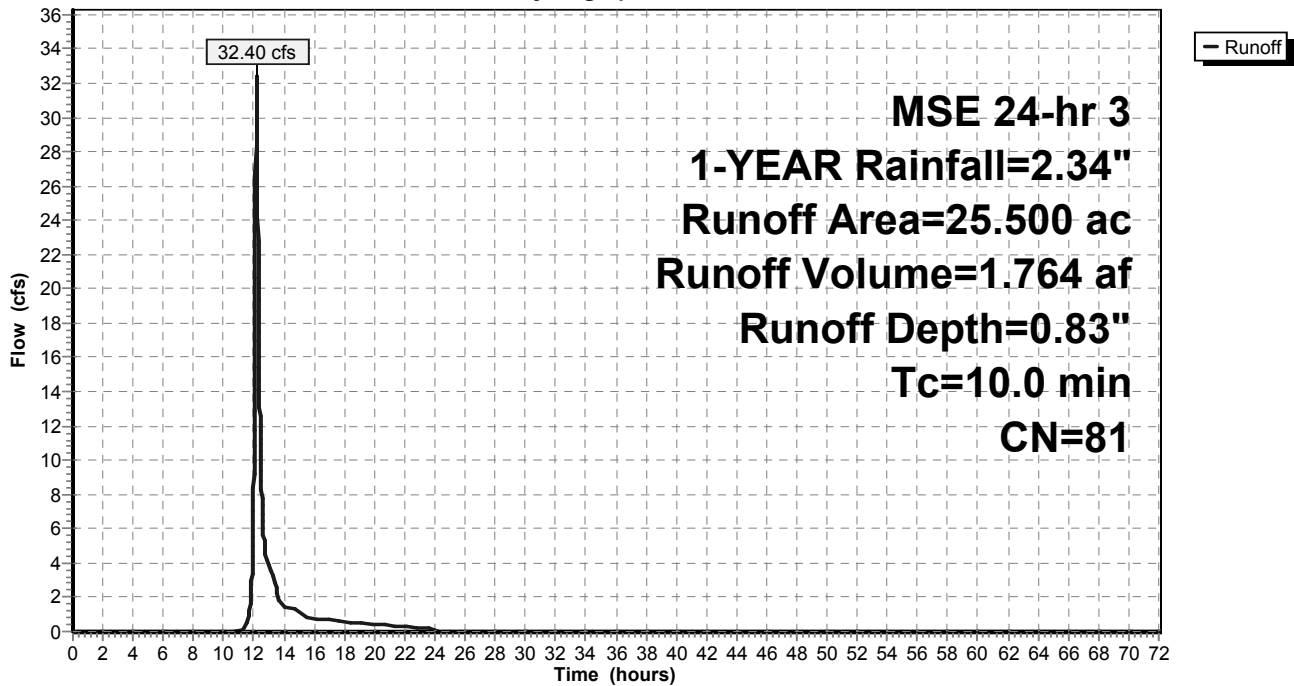 32.40 cfs
Runoff
MSE 24-hr 3
1-YEAR Rainfall=2.34"
Runoff Area=25.500 ac
Runoff Volume=1.764 af
Runoff Depth=0.83"
Tc=10.0 min
CN=81
Flow (cfs)
36
34
32
30
28
26
24
22
20
18
16
14
12
10
8
6
4
2
0
0 2 4 6 8 10 12 14 16 18 20 22 24 26 28 30 32 34 36 38 40 42 44 46 48 50 52 54 56 58 60 62 64 66 68 70 72
Time (hours)